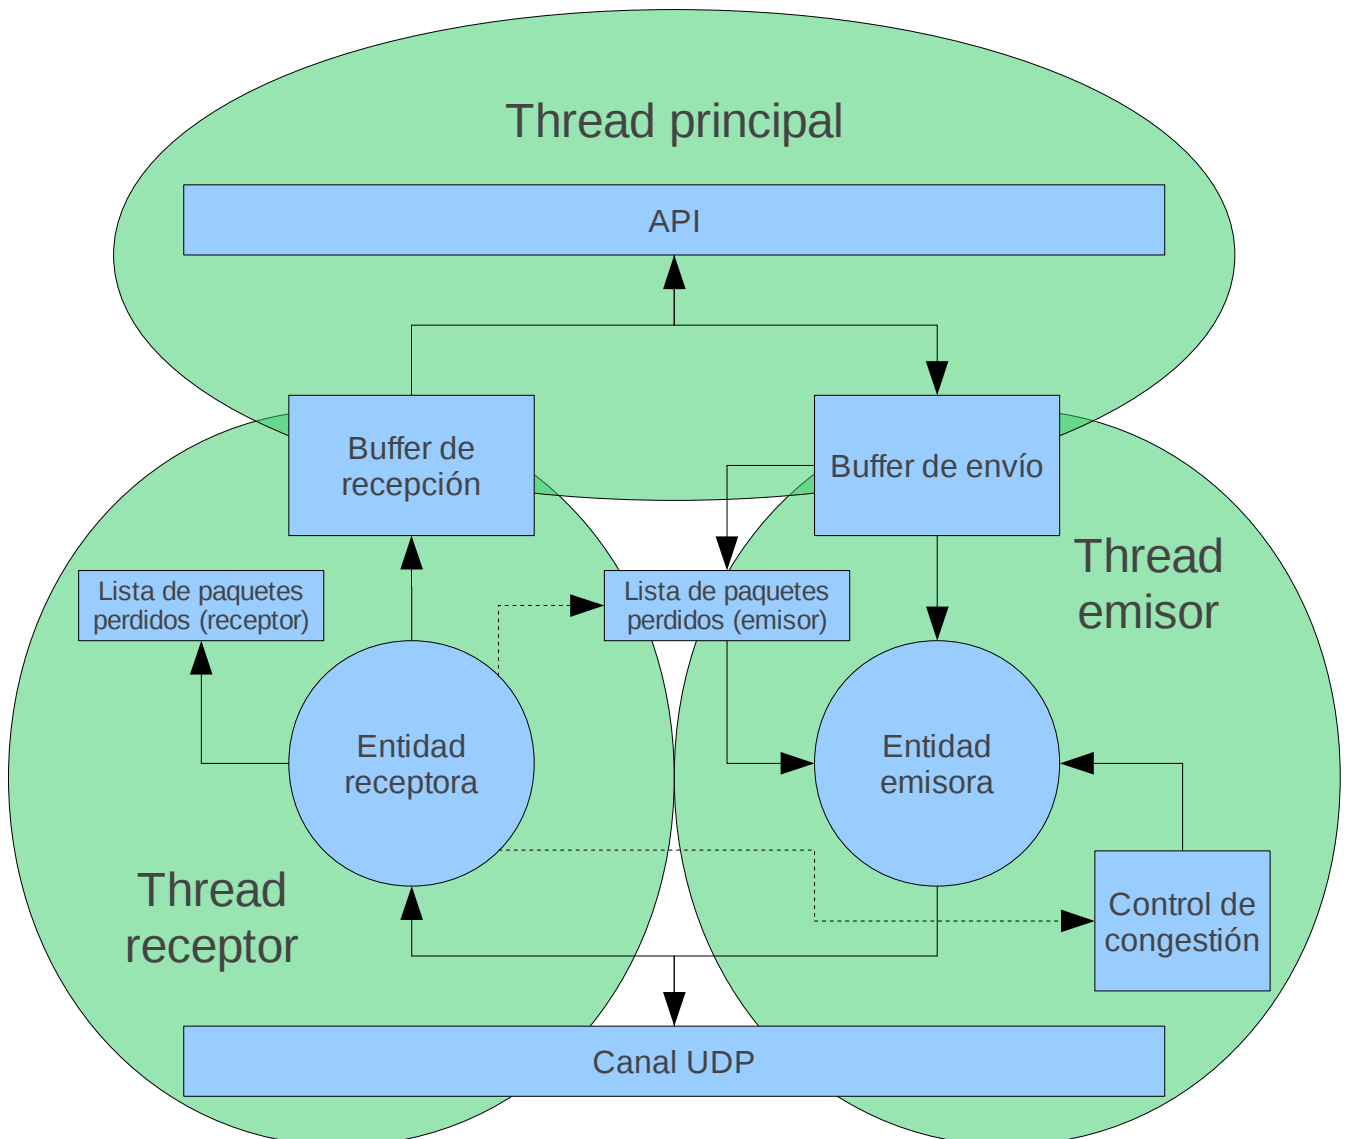 Thread principal
API
Buffer de
recepción
Buffer de envío
Thread
emisor
Lista de paquetes
perdidos (receptor)
Lista de paquetes
perdidos (emisor)
Entidad
receptora
Entidad
emisora
Thread
receptor
Control de
congestión
Canal UDP